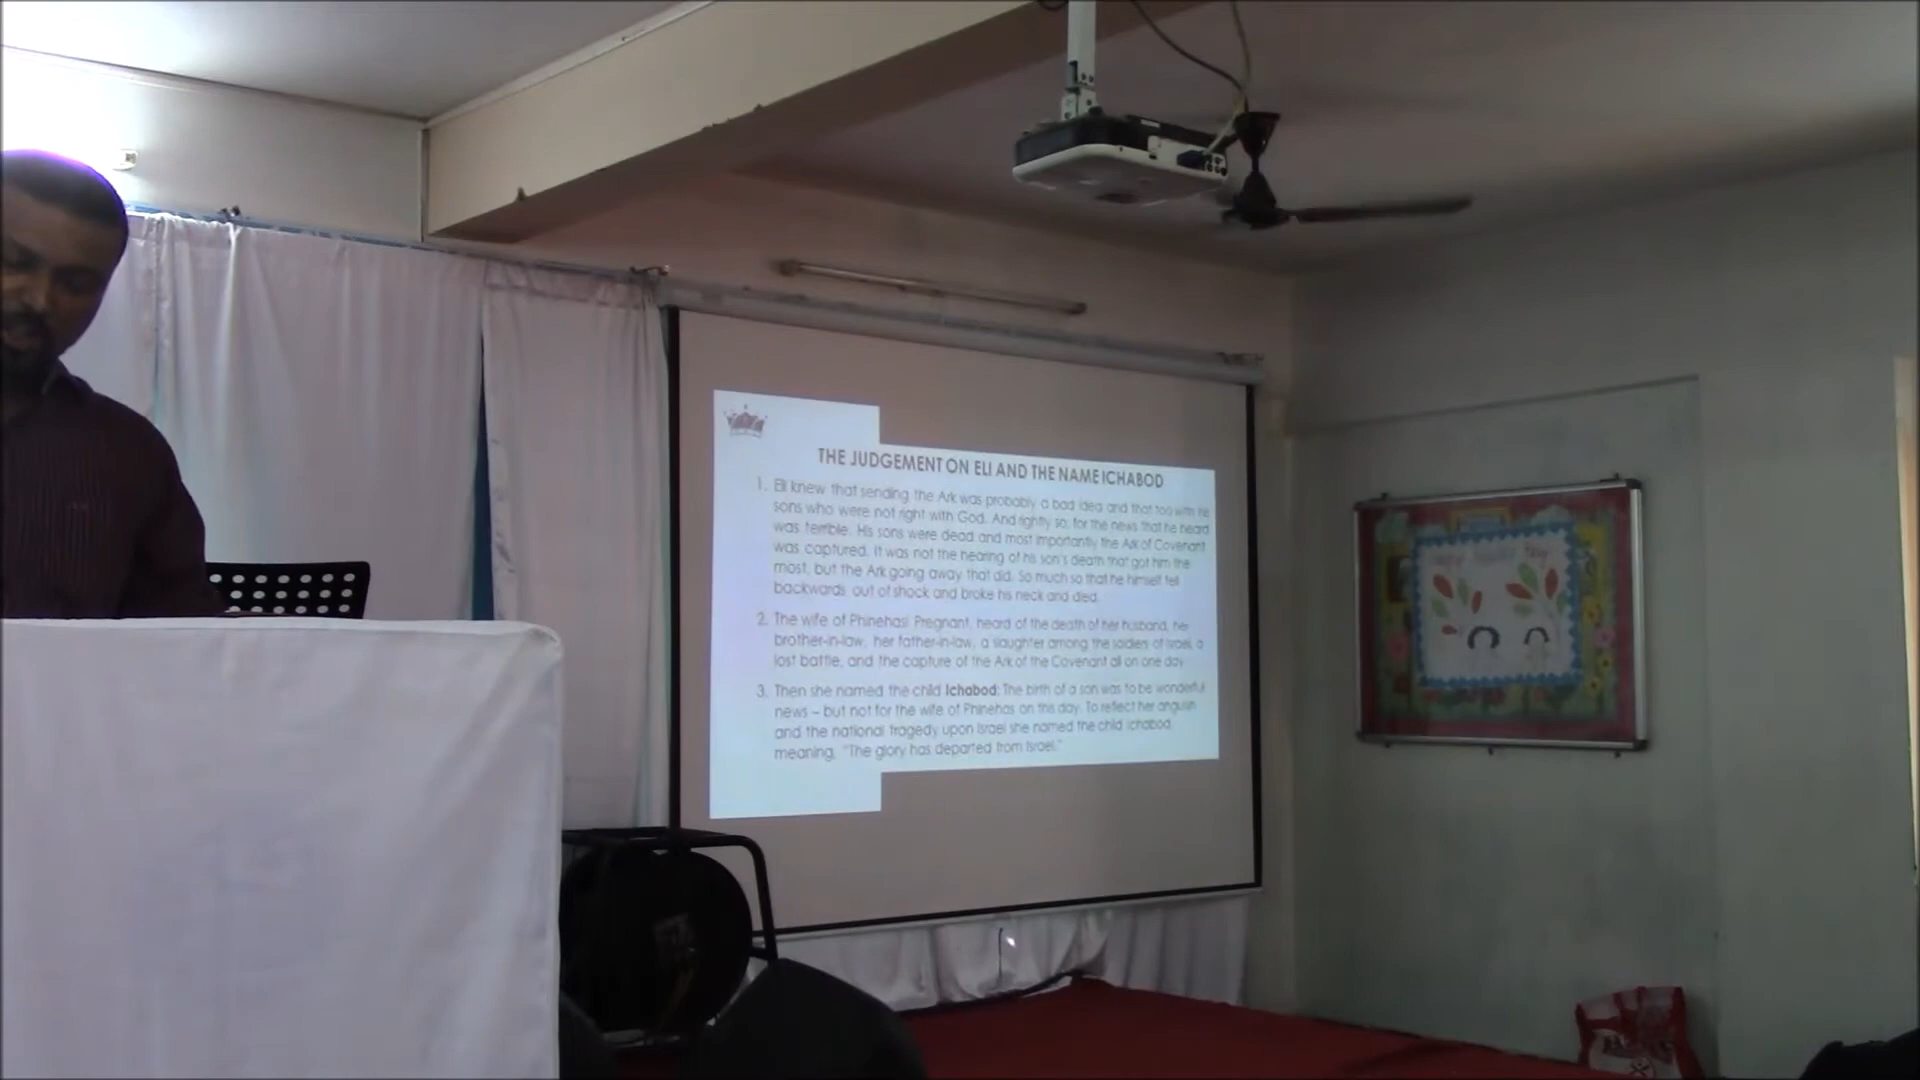 THE JUDGEMENT ON ELI AND THE NAME ICHABOD
1. Eli knew that sending the Ark was probably a bad idea and that too with he
sons who were not right with God. And rightly so, for the news that he heard
was terrible. His sons were dead and most importantly the Ark of Covenant
was captured. It was not the hearing of his son's death that got him the
most, but the Ark going away that did. So much so that he himself fell
backwards out of shock and broke his neck and died.
2. The wife of Phinehas! Pregnant, heard of the death of her husband, her
brother-in-law, her father-in-law, a slaughter among the soldiers of Israel, a
lost battle, and the capture of the Ark of the Covenant all on one day
3. Then she named the child Ichabod: The birth of a son was to be wonderful
news – but not for the wife of Phinehas on this day. To reflect her anguish
and the national tragedy upon Israel she named the child Ichabod,
meaning, "The glory has departed from Israel."